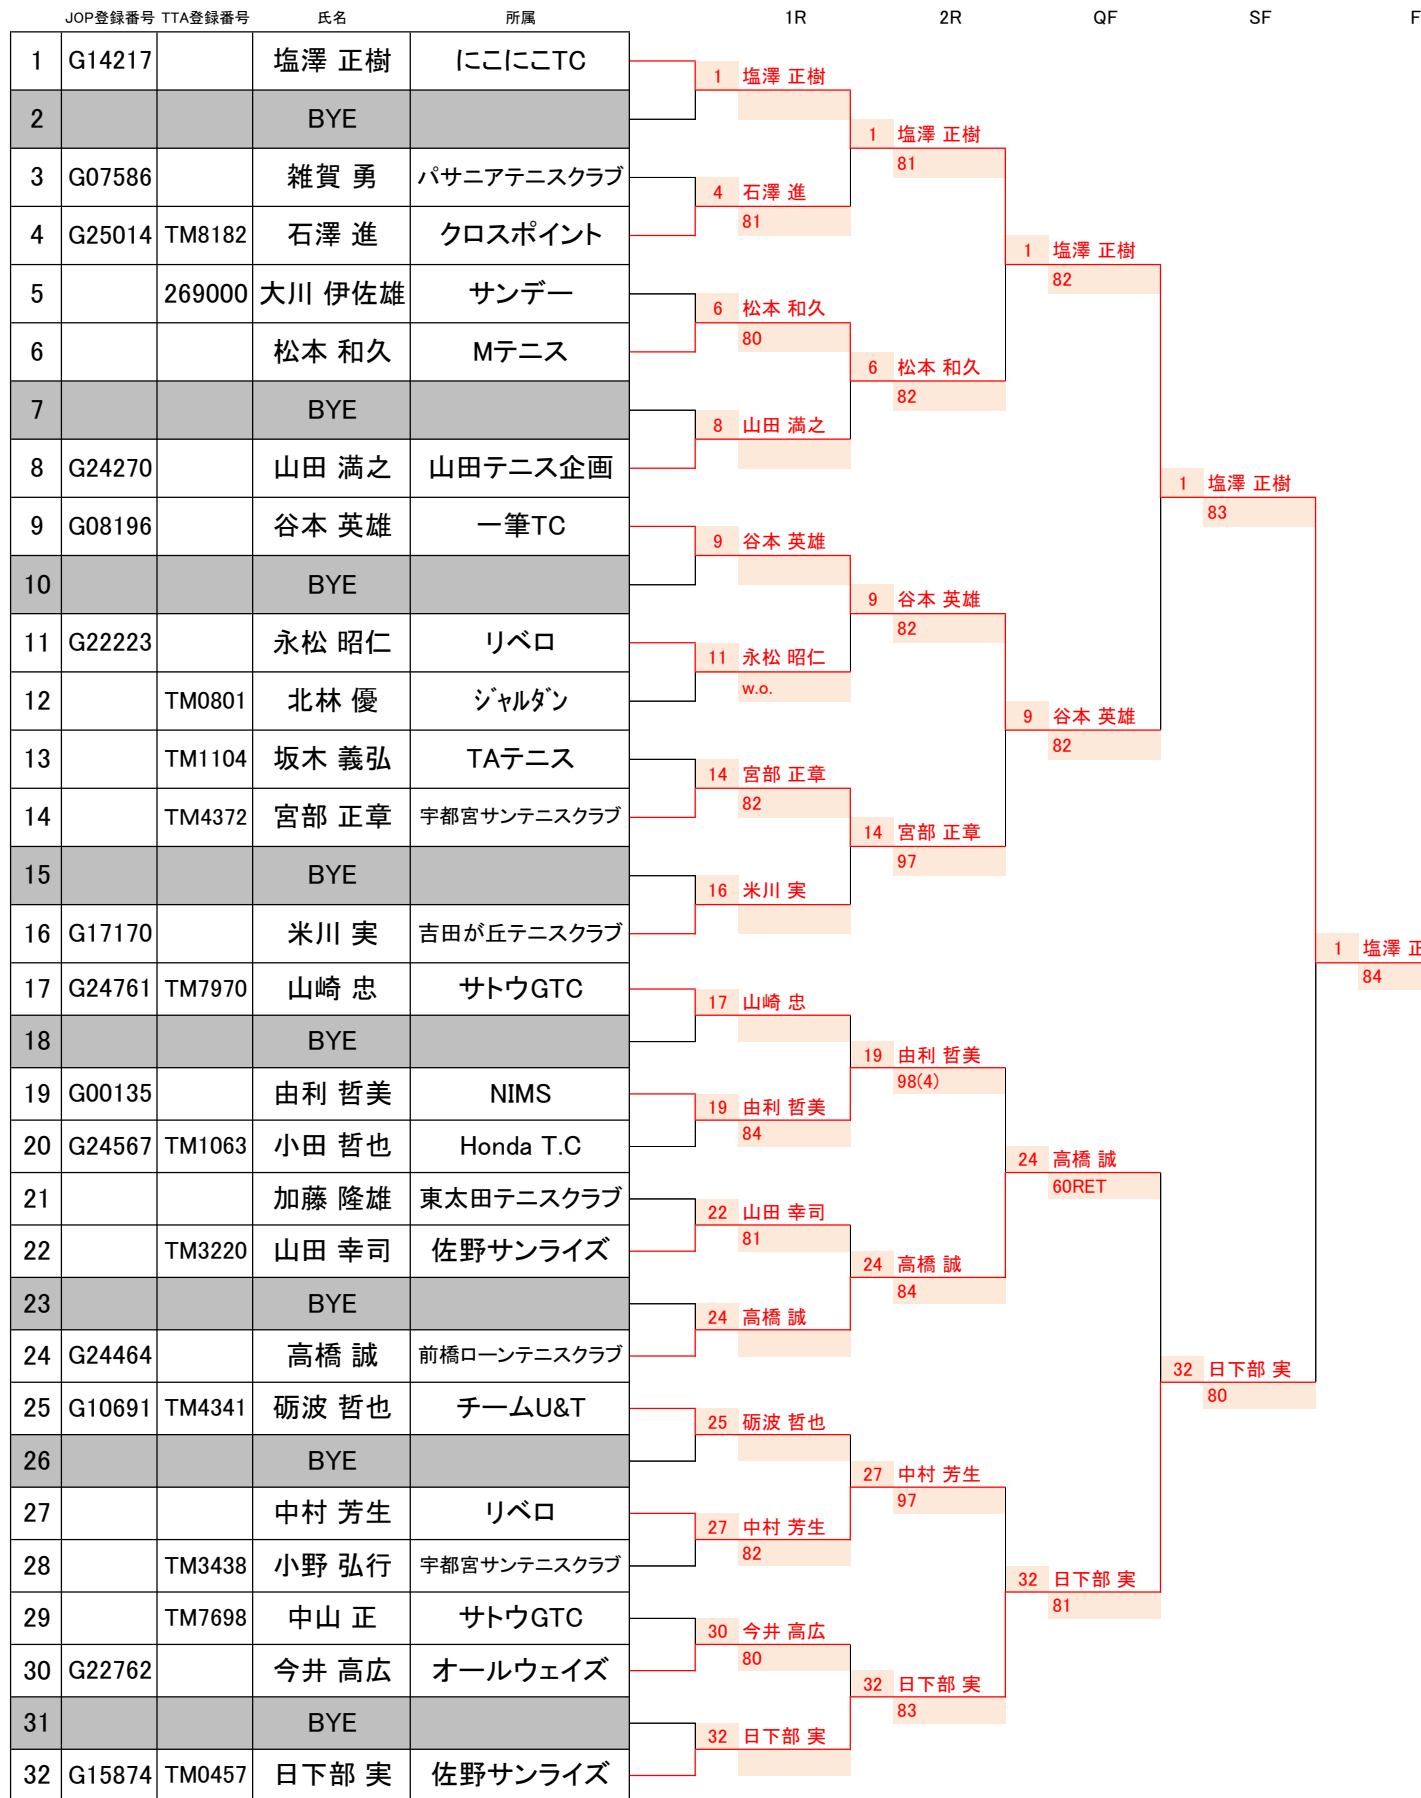 JOP登録番号 TTA登録番号 氏名 所属 1R 2R QF SF F
1 G14217 塩澤 正樹 にこにこTC
1 塩澤 正樹
2 BYE
1 塩澤 正樹
81
3 G07586 雑賀 勇 パサニアテニスクラブ
4 石澤 進
81
4 G25014 TM8182 石澤 進 クロスポイント
1 塩澤 正樹
82
5 269000 大川 伊佐雄 サンデー
6 松本 和久
80
6 松本 和久 Mテニス
6 松本 和久
82
7 BYE
8 山田 満之
8 G24270 山田 満之 山田テニス企画
1 塩澤 正樹
83
9 G08196 谷本 英雄 一筆TC
9 谷本 英雄
10 BYE
9 谷本 英雄
82
11 G22223 永松 昭仁 リベロ
11 永松 昭仁
w.o.
12 TM0801 北林 優 ジャルダン
9 谷本 英雄
82
13 TM1104 坂木 義弘 TAテニス
14 宮部 正章
82
14 TM4372 宮部 正章 宇都宮サンテニスクラブ
14 宮部 正章
97
15 BYE
16 米川 実
16 G17170 米川 実 吉田が丘テニスクラブ
1 塩澤 正
84
17 G24761 TM7970 山崎 忠 サトウGTC
17 山崎 忠
18 BYE
19 由利 哲美
98(4)
19 G00135 由利 哲美 NIMS
19 由利 哲美
84
20 G24567 TM1063 小田 哲也 Honda T.C
24 高橋 誠
60RET
21 加藤 隆雄 東太田テニスクラブ
22 山田 幸司
81
22 TM3220 山田 幸司 佐野サンライズ
24 高橋 誠
84
23 BYE
24 高橋 誠
24 G24464 高橋 誠 前橋ローンテニスクラブ
32 日下部 実
80
25 G10691 TM4341 砺波 哲也 チームU&T
25 砺波 哲也
26 BYE
27 中村 芳生
97
27 中村 芳生 リベロ
27 中村 芳生
82
28 TM3438 小野 弘行 宇都宮サンテニスクラブ
32 日下部 実
81
29 TM7698 中山 正 サトウGTC
30 今井 高広
80
30 G22762 今井 高広 オールウェイズ
32 日下部 実
83
31 BYE
32 日下部 実
32 G15874 TM0457 日下部 実 佐野サンライズ